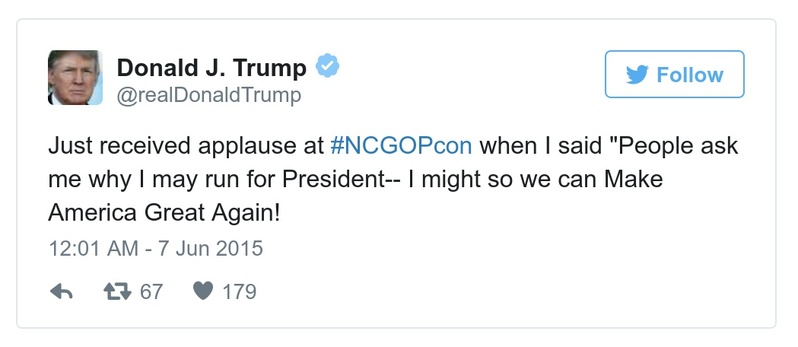 Donald J. Trump
@realDonaldTrump
Follow
Just received applause at #NCGOPcon when I said "People ask
me why I may run for President-- I might so we can Make
America Great Again!
12:01 AM - 7 Jun 2015
67 179